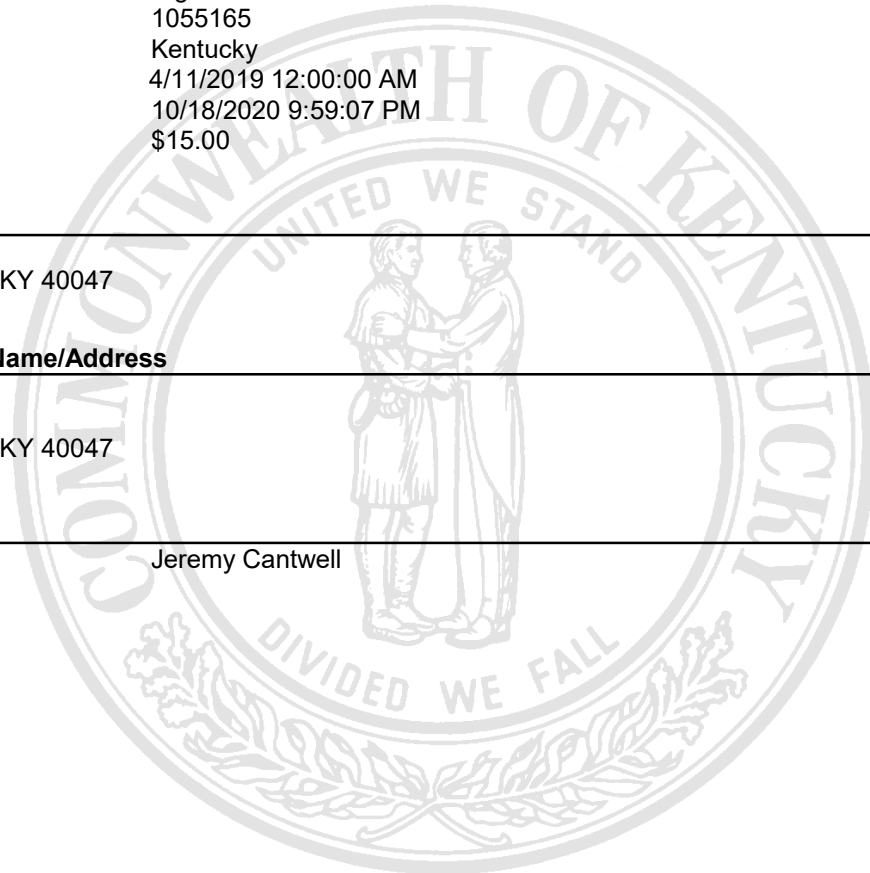 1055165
Kentucky
4/11/2019 12:00:00 AM
10/18/2020 9:59:07 PM
$15.00
KY 40047
Name/Address
KY 40047
Jeremy Cantwell
COMMONWEALTH OF KENTUCKY
UNITED WE STAND
DIVIDED WE FALL